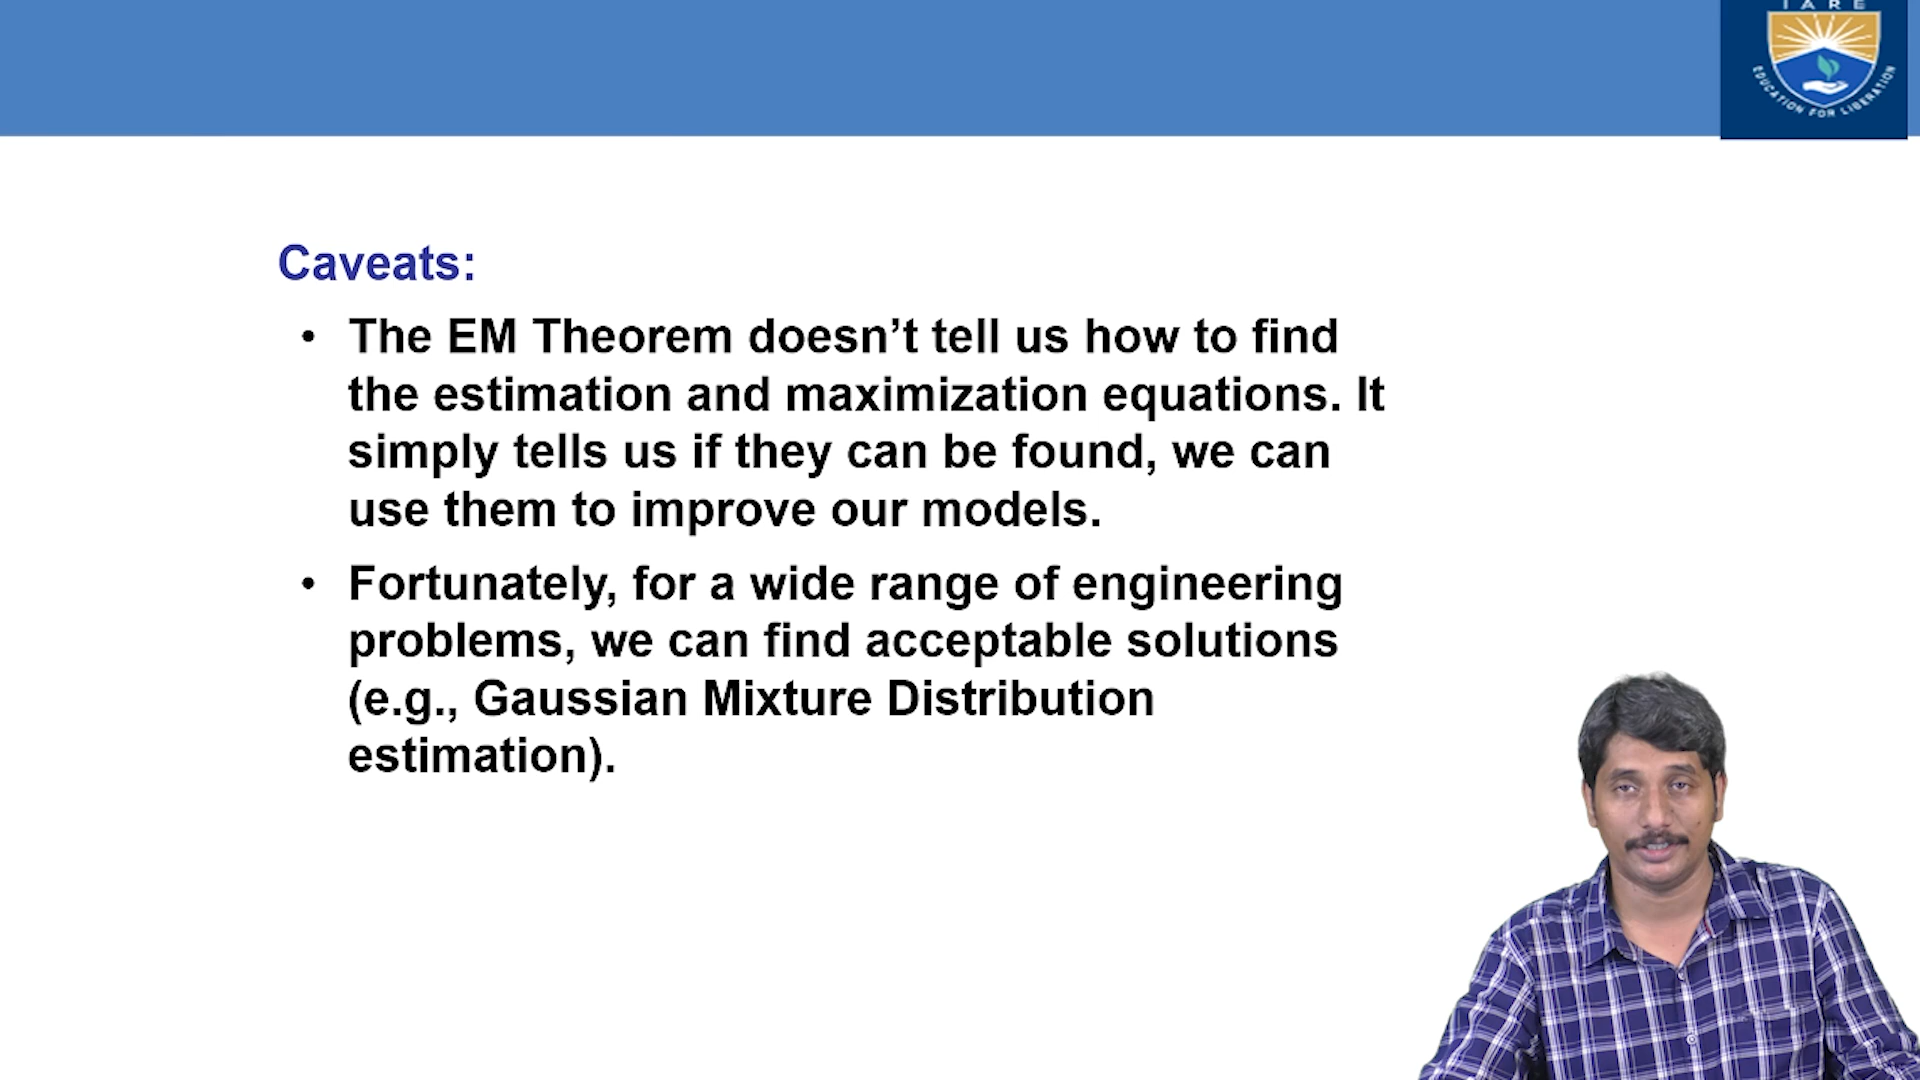 IARE
EDUCATION FOR LIBERATION
Caveats:
• The EM Theorem doesn’t tell us how to find
the estimation and maximization equations. It
simply tells us if they can be found, we can
use them to improve our models.
• Fortunately, for a wide range of engineering
problems, we can find acceptable solutions
(e.g., Gaussian Mixture Distribution
estimation).